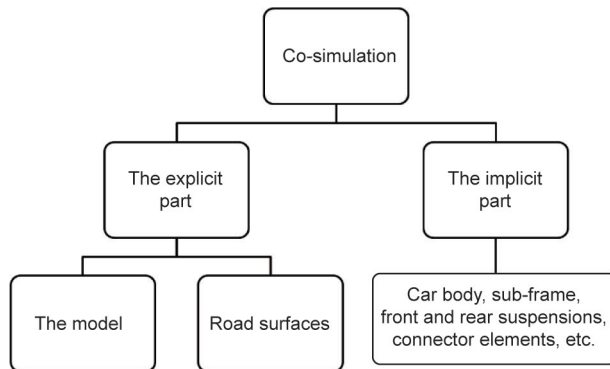 Co-simulation
The explicit
part
The implicit
part
The model
Road surfaces
Car body, sub-frame,
front and rear suspensions,
connector elements, etc.